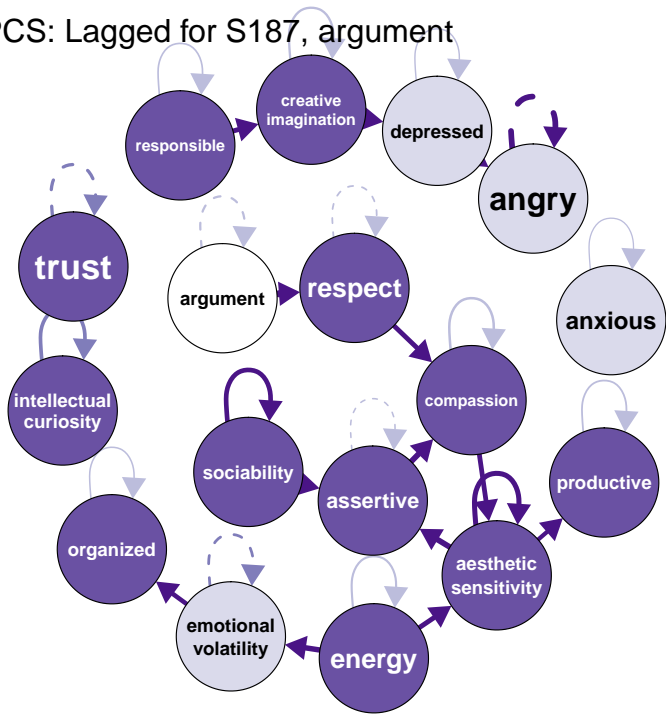 PCS: Lagged for S187, argument
creative
imagination
responsible
depressed
angry
trust
argument
respect
anxious
intellectual
curiosity
compassion
sociability
assertive
productive
organized
aesthetic
sensitivity
emotional
volatility
energy